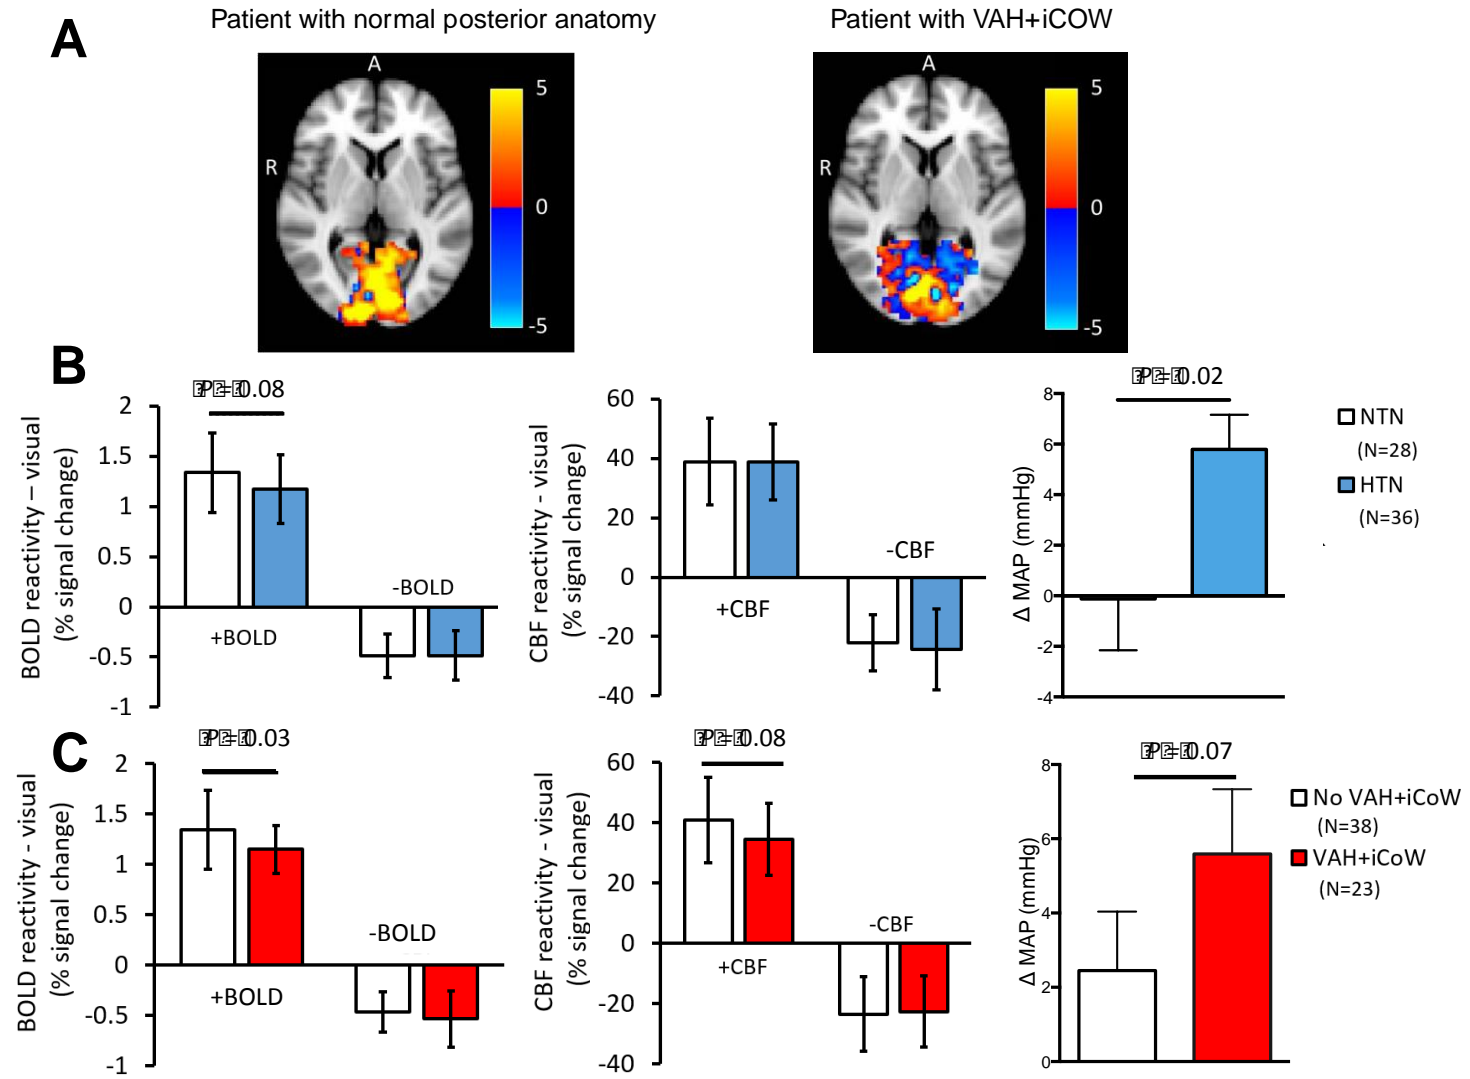 A
Patient with normal posterior anatomy
Patient with VAH+iCOW
A
5
R
0
-5
A
5
R
0
-5
B
P = 0.08
BOLD reactivity – visual
(% signal change)
2
1.5
1
0.5
0
-0.5
-1
+BOLD
-BOLD
CBF reactivity - visual
(% signal change)
60
40
20
0
-20
-40
+CBF
-CBF
P = 0.02
Δ MAP (mmHg)
8
6
4
2
0
-2
-4
NTN
(N=28)
HTN
(N=36)
C
P = 0.03
BOLD reactivity - visual
(% signal change)
2
1.5
1
0.5
0
-0.5
-1
+BOLD
-BOLD
P = 0.08
CBF reactivity - visual
(% signal change)
60
40
20
0
-20
-40
+CBF
-CBF
P = 0.07
Δ MAP (mmHg)
8
6
4
2
0
No VAH+iCoW
(N=38)
VAH+iCoW
(N=23)